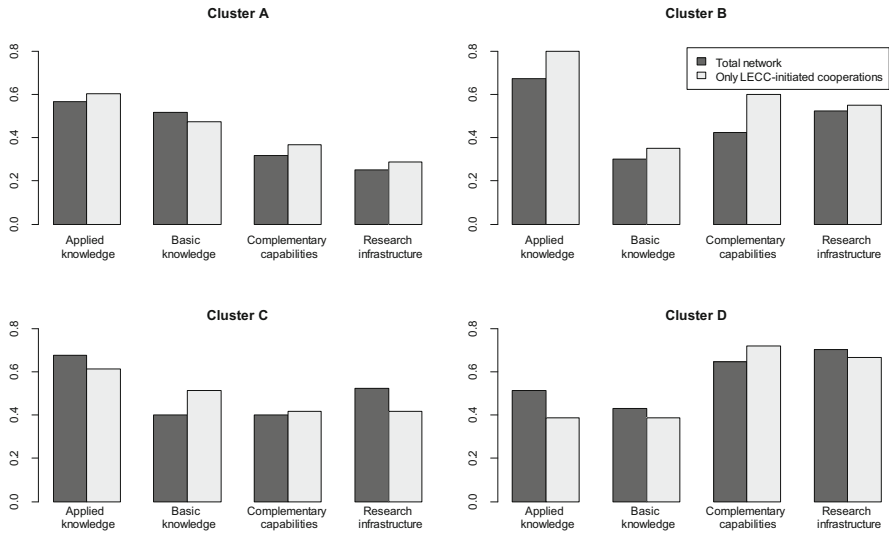 Cluster A
0.8
0.6
0.4
0.2
0.0
Applied
knowledge
Basic
knowledge
Complementary
capabilities
Research
infrastructure
Cluster B
Total network
Only LECC-initiated cooperations
0.8
0.6
0.4
0.2
0.0
Applied
knowledge
Basic
knowledge
Complementary
capabilities
Research
infrastructure
Cluster C
0.8
0.6
0.4
0.2
0.0
Applied
knowledge
Basic
knowledge
Complementary
capabilities
Research
infrastructure
Cluster D
0.8
0.6
0.4
0.2
0.0
Applied
knowledge
Basic
knowledge
Complementary
capabilities
Research
infrastructure